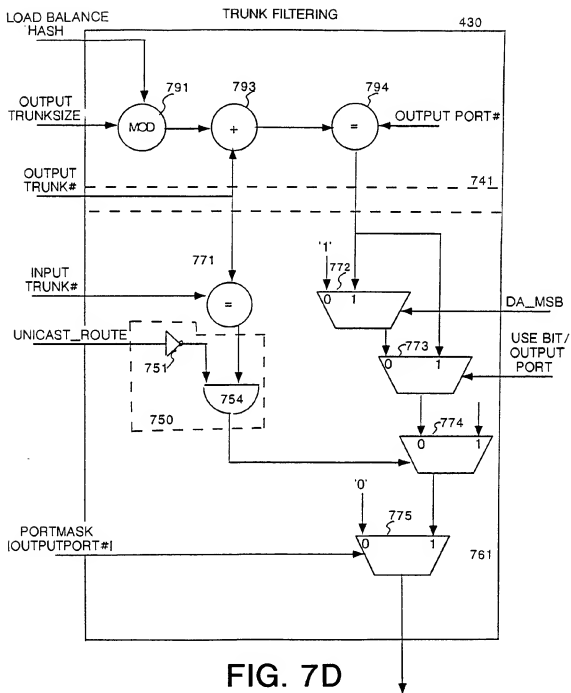 TRUNK FILTERING
430
LOAD BALANCE
HASH
791
793
794
OUTPUT
TRUNKSIZE
MOD
+
=
OUTPUT PORT#
OUTPUT
TRUNK#
741
771
'1'
772
0 1
INPUT
TRUNK#
=
DA_MSB
UNICAST_ROUTE
751
773
0 1
USE BIT/
OUTPUT
PORT
754
750
774
0 1
'0'
775
0 1
PORTMASK
[OUTPUTPORT#]
761
FIG. 7D